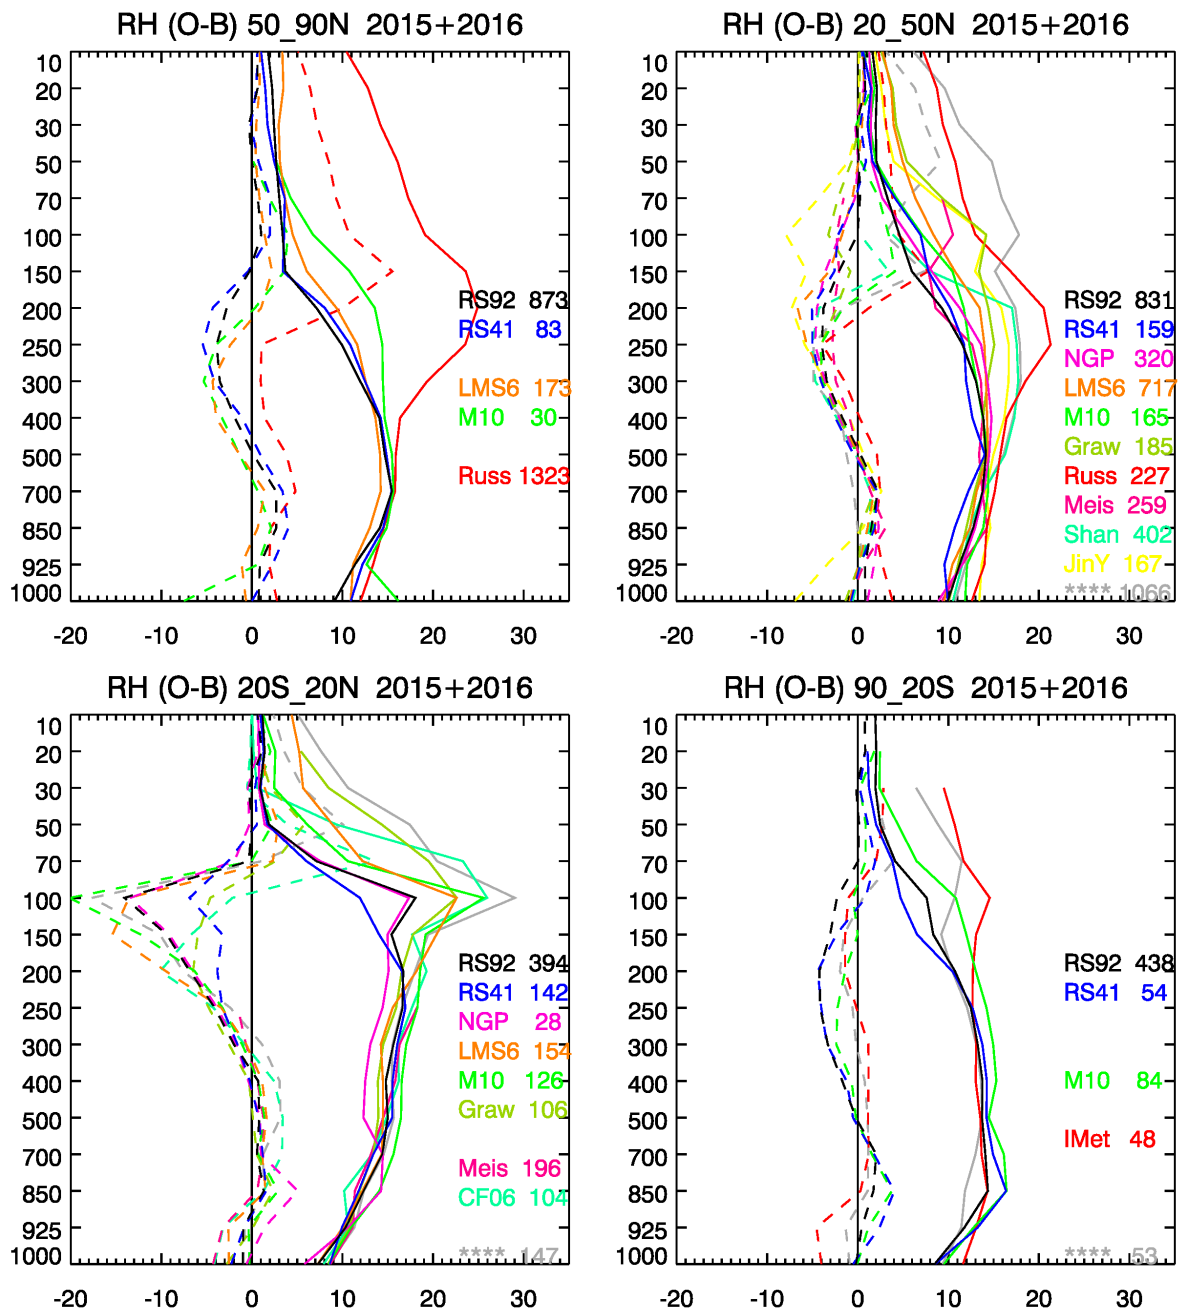 RH (O-B) 50_90N 2015+2016
10
20
30
50
70
100
150
200
250
300
400
500
700
850
925
1000
RS92 873
RS41 83
LMS6 173
M10 30
Russ 1323
-20 -10 0 10 20 30
RH (O-B) 20_50N 2015+2016
10
20
30
50
70
100
150
200
250
300
400
500
700
850
925
1000
RS92 831
RS41 159
NGP 320
LMS6 717
M10 165
Graw 185
Russ 227
Meis 259
Shan 402
JinY 167
**** 1066
-20 -10 0 10 20 30
RH (O-B) 20S_20N 2015+2016
10
20
30
50
70
100
150
200
250
300
400
500
700
850
925
1000
RS92 394
RS41 142
NGP 28
LMS6 154
M10 126
Graw 106
Meis 196
CF06 104
**** 147
-20 -10 0 10 20 30
RH (O-B) 90_20S 2015+2016
10
20
30
50
70
100
150
200
250
300
400
500
700
850
925
1000
RS92 438
RS41 54
M10 84
IMet 48
**** 53
-20 -10 0 10 20 30